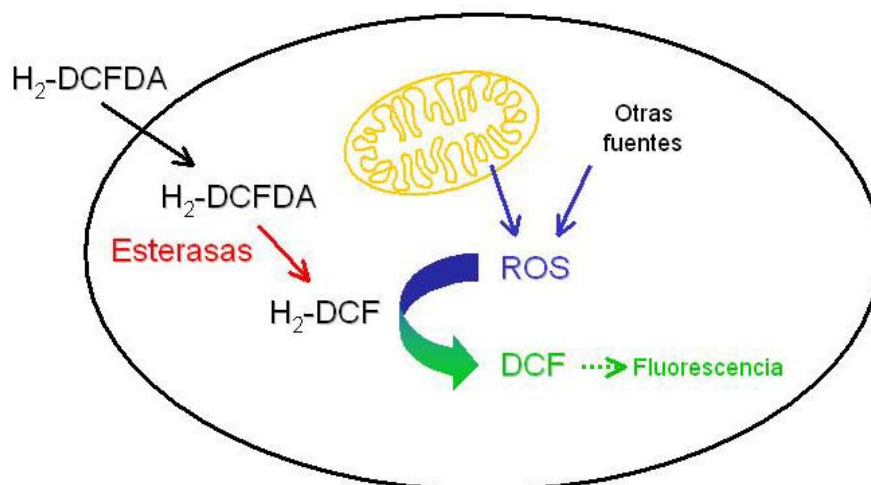 H₂-DCFDA
H₂-DCFDA
Esterasas
H₂-DCF
Otras
fuentes
ROS
DCF
Fluorescencia